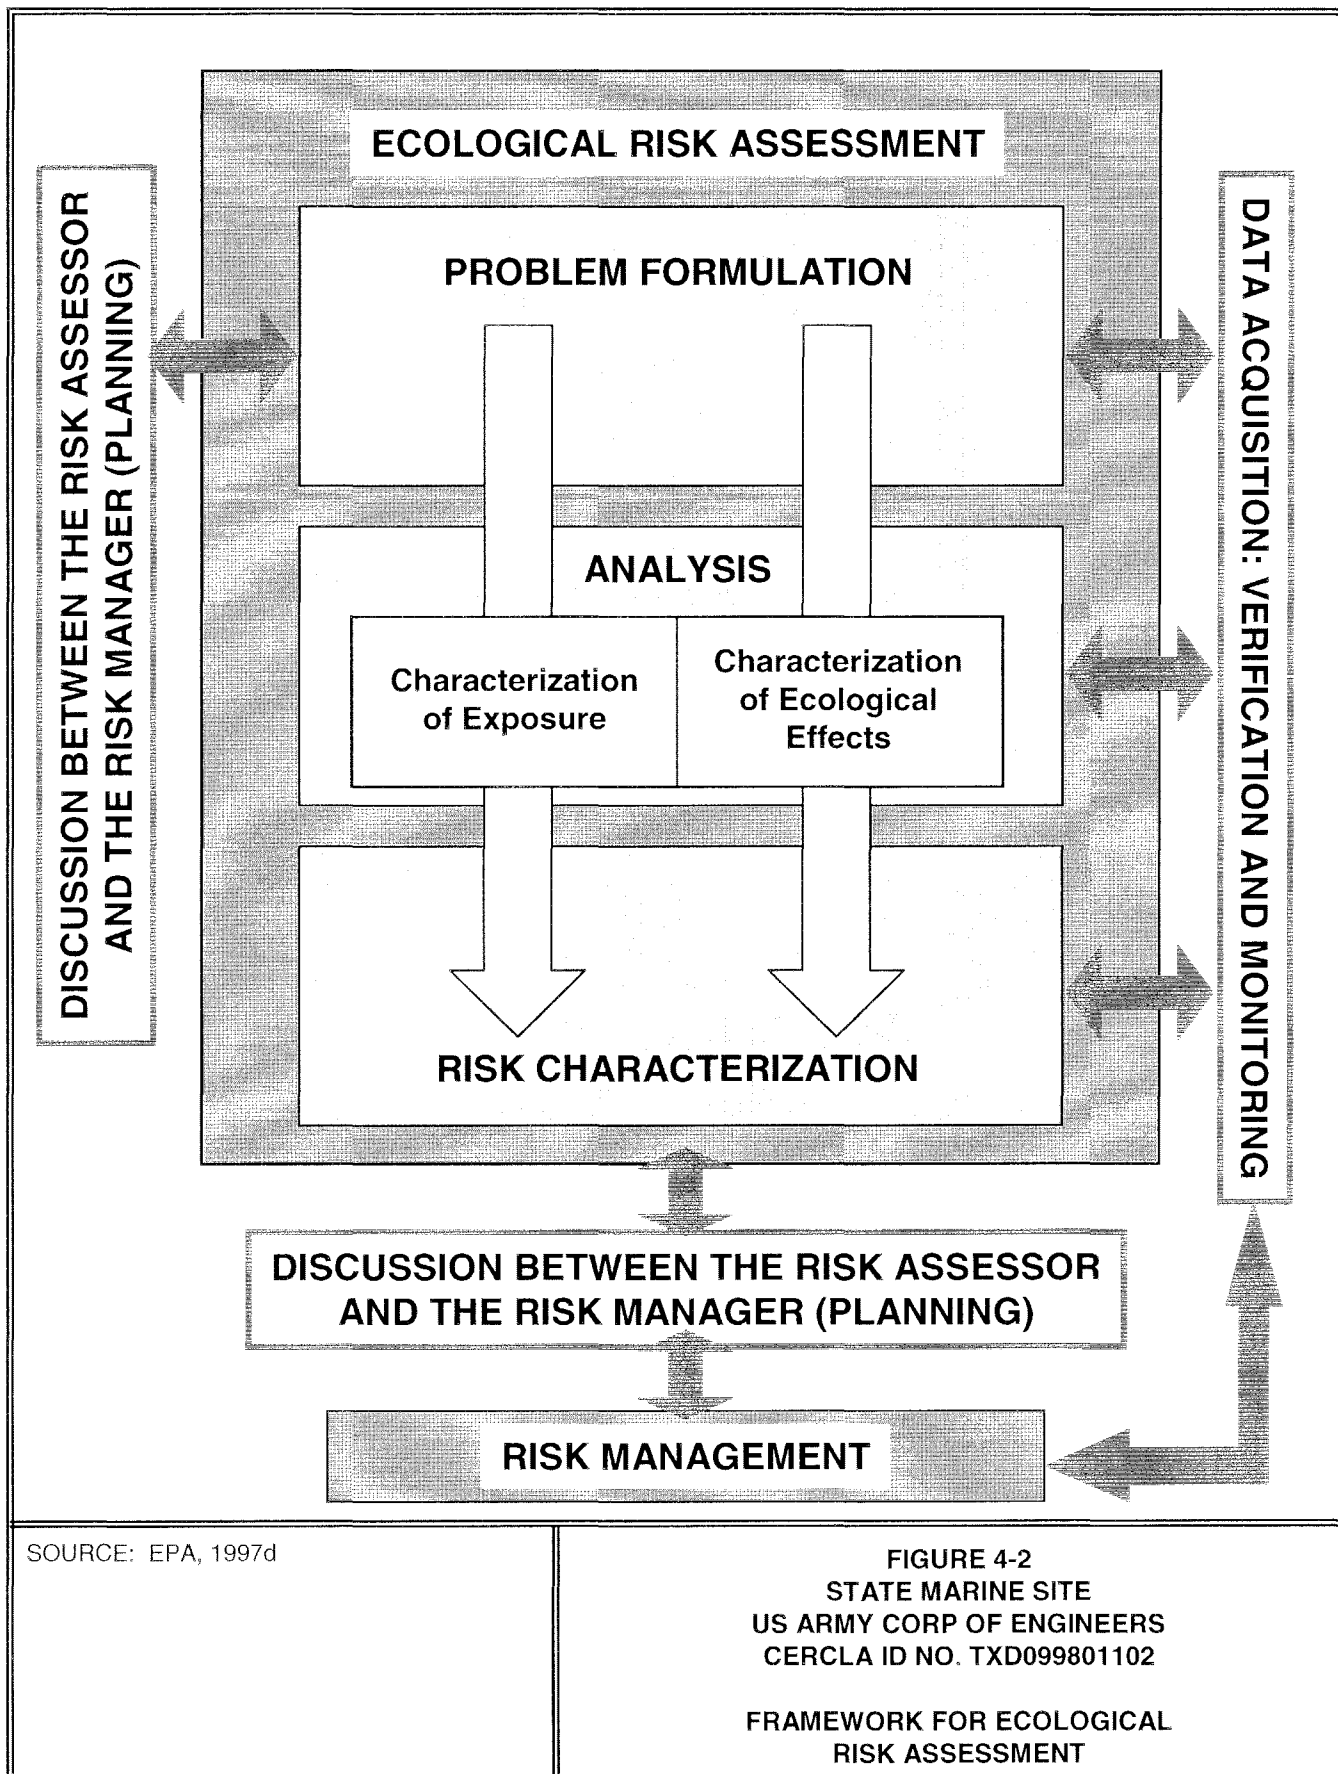 ECOLOGICAL RISK ASSESSMENT
DISCUSSION BETWEEN THE RISK ASSESSOR
AND THE RISK MANAGER (PLANNING)
PROBLEM FORMULATION
ANALYSIS
Characterization
of Exposure
Characterization
of Ecological
Effects
RISK CHARACTERIZATION
DATA ACQUISITION: VERIFICATION AND MONITORING
DISCUSSION BETWEEN THE RISK ASSESSOR
AND THE RISK MANAGER (PLANNING)
RISK MANAGEMENT
SOURCE: EPA, 1997d
FIGURE 4-2
STATE MARINE SITE
US ARMY CORP OF ENGINEERS
CERCLA ID NO. TXD099801102
FRAMEWORK FOR ECOLOGICAL
RISK ASSESSMENT